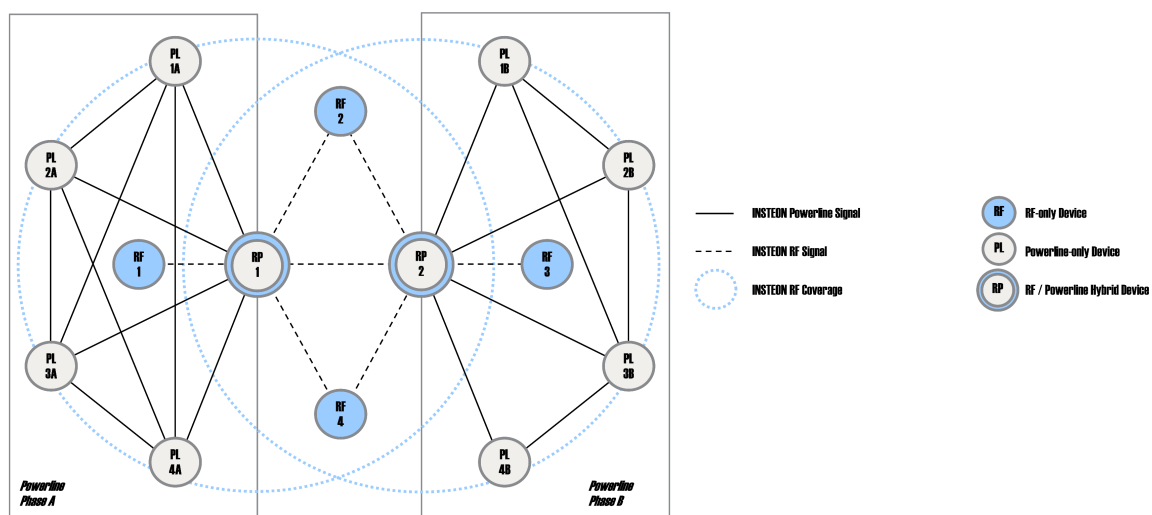 PL
1A
PL
1B
RF
2
PL
2A
PL
2B
INSTEON Powerline Signal
RF
RF-only Device
RF
1
RP
1
RP
2
RF
3
INSTEON RF Signal
PL
Powerline-only Device
INSTEON RF Coverage
RP
RF / Powerline Hybrid Device
PL
3A
PL
3B
RF
4
PL
4A
PL
4B
Powerline
Phase A
Powerline
Phase B